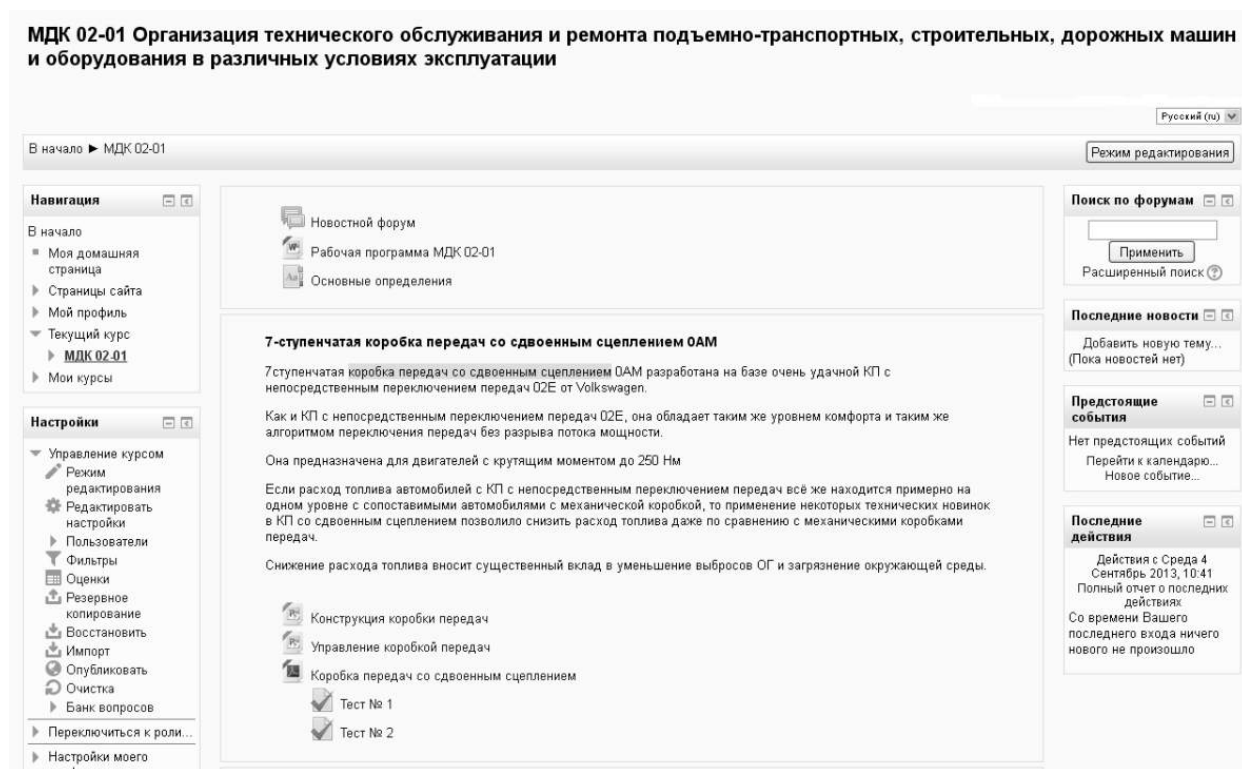 МДК 02-01 Организация технического обслуживания и ремонта подъемно-транспортных, строительных, дорожных машин
и оборудования в различных условиях эксплуатации
Русский (ru)
В начало ► МДК 02-01
Режим редактирования
Навигация
В начало
Моя домашняя
страница
Страницы сайта
Мой профиль
Текущий курс
МДК 02-01
Мои курсы
Настройки
Управление курсом
Режим
редактирования
Редактировать
настройки
Пользователи
Фильтры
Оценки
Резервное
копирование
Восстановить
Импорт
Опубликовать
Очистка
Банк вопросов
Переключиться к роли...
Настройки моего
Новостной форум
Рабочая программа МДК 02-01
Основные определения
7-ступенчатая коробка передач со сдвоенным сцеплением 0АМ
7ступенчатая коробка передач со сдвоенным сцеплением 0АМ разработана на базе очень удачной КП с
непосредственным переключением передач 02Е от Volkswagen.
Как и КП с непосредственным переключением передач 02Е, она обладает таким же уровнем комфорта и таким же
алгоритмом переключения передач без разрыва потока мощности.
Она предназначена для двигателей с крутящим моментом до 250 Нм
Если расход топлива автомобилей с КП с непосредственным переключением передач всё же находится примерно на
одном уровне с сопоставимыми автомобилями с механической коробкой, то применение некоторых технических новинок
в КП со сдвоенным сцеплением позволило снизить расход топлива даже по сравнению с механическими коробками
передач.
Снижение расхода топлива вносит существенный вклад в уменьшение выбросов ОГ и загрязнение окружающей среды.
Конструкция коробки передач
Управление коробкой передач
Коробка передач со сдвоенным сцеплением
Тест № 1
Тест № 2
Поиск по форумам
Применить
Расширенный поиск
Последние новости
Добавить новую тему...
(Пока новостей нет)
Предстоящие
события
Нет предстоящих событий
Перейти к календарю...
Новое событие...
Последние
действия
Действия с Среда 4
Сентябрь 2013, 10:41
Полный отчет о последних
действиях
Со времени Вашего
последнего входа ничего
нового не произошло